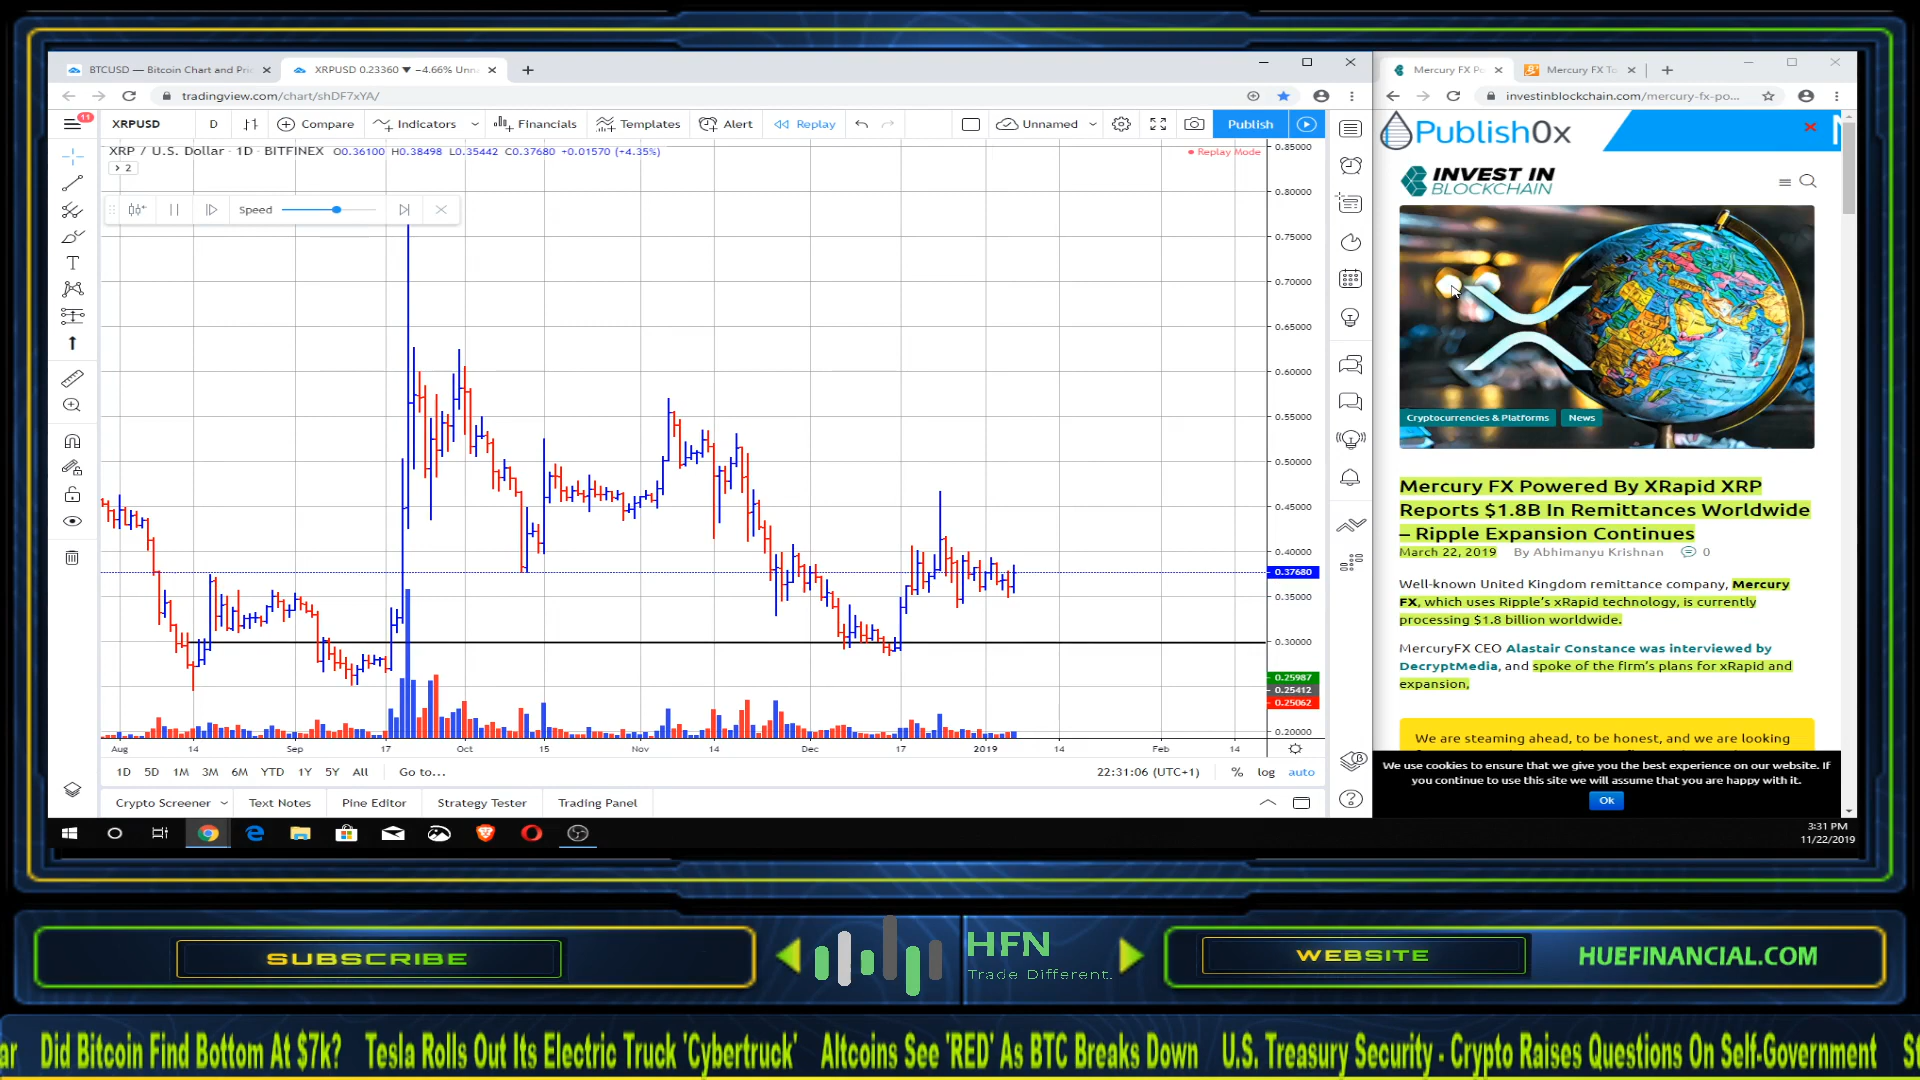 BTCUSD — Bitcoin Chart and Pric
XRPUSD 0.23360 ▼ −4.66% Unna
tradingview.com/chart/shDF7xYA/
11
XRPUSD D Compare Indicators Financials Templates Alert Replay Unnamed Publish
XRP / U.S. Dollar · 1D · BITFINEX O0.36100 H0.38498 L0.35442 C0.37680 +0.01570 (+4.35%)
Replay Mode
2
Speed
0.85000
0.80000
0.75000
0.70000
0.65000
0.60000
0.55000
0.50000
0.45000
0.40000
0.37680
0.35000
0.30000
0.25987
0.25412
0.25062
0.20000
Aug 14 Sep 17 Oct 15 Nov 14 Dec 17 2019 14 Feb 14
1D 5D 1M 3M 6M YTD 1Y 5Y All Go to... 22:31:06 (UTC+1) % log auto
Crypto Screener Text Notes Pine Editor Strategy Tester Trading Panel
Mercury FX Po
Mercury FX To
investinblockchain.com/mercury-fx-po...
Publish0x
INVEST IN
BLOCKCHAIN
Cryptocurrencies & Platforms News
Mercury FX Powered By XRapid XRP
Reports $1.8B In Remittances Worldwide
– Ripple Expansion Continues
March 22, 2019 By Abhimanyu Krishnan 0
Well-known United Kingdom remittance company, Mercury
FX, which uses Ripple's xRapid technology, is currently
processing $1.8 billion worldwide.
MercuryFX CEO Alastair Constance was interviewed by
DecryptMedia, and spoke of the firm's plans for xRapid and
expansion,
We are steaming ahead, to be honest, and we are looking
We use cookies to ensure that we give you the best experience on our website. If
you continue to use this site we will assume that you are happy with it.
Ok
3:31 PM
11/22/2019
SUBSCRIBE
HFN
Trade Different.
WEBSITE
HUEFINANCIAL.COM
ar Did Bitcoin Find Bottom At $7k? Tesla Rolls Out Its Electric Truck 'Cybertruck' Altcoins See 'RED' As BTC Breaks Down U.S. Treasury Security - Crypto Raises Questions On Self-Government